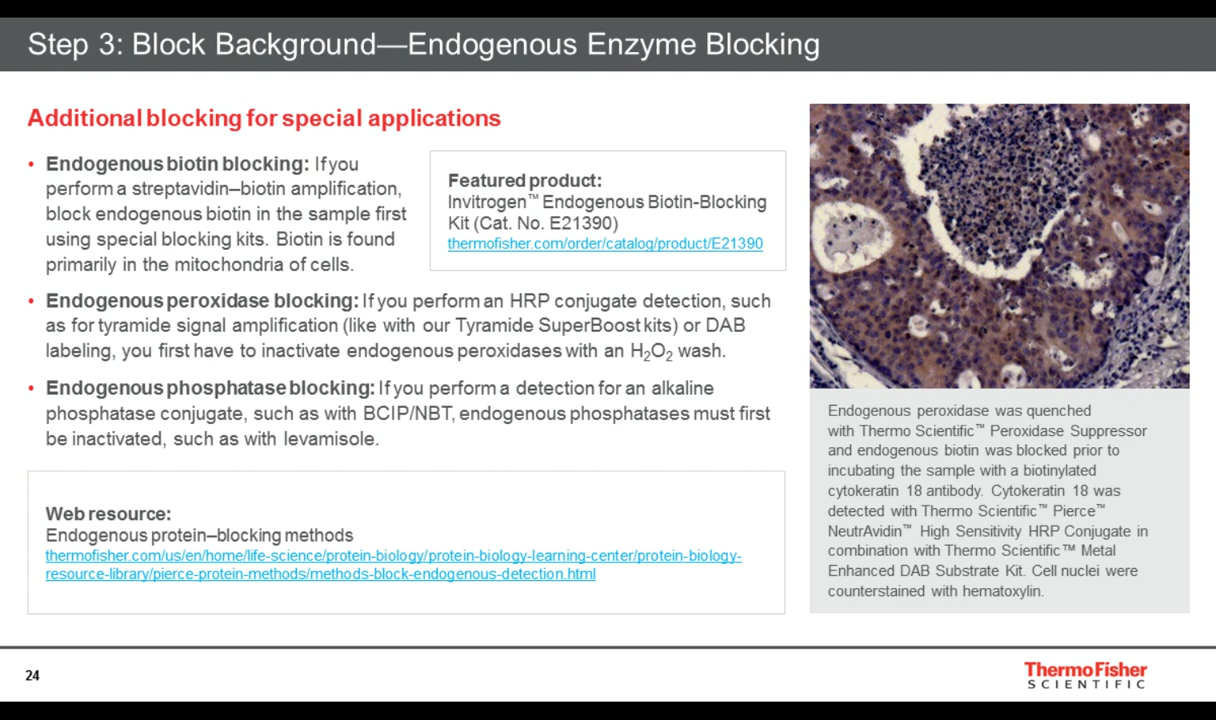 Step 3: Block Background—Endogenous Enzyme Blocking
Additional blocking for special applications
• Endogenous biotin blocking: If you
perform a streptavidin–biotin amplification,
block endogenous biotin in the sample first
using special blocking kits. Biotin is found
primarily in the mitochondria of cells.
Featured product:
Invitrogen™ Endogenous Biotin-Blocking
Kit (Cat. No. E21390)
thermofisher.com/order/catalog/product/E21390
• Endogenous peroxidase blocking: If you perform an HRP conjugate detection, such
as for tyramide signal amplification (like with our Tyramide SuperBoost kits) or DAB
labeling, you first have to inactivate endogenous peroxidases with an H₂O₂ wash.
• Endogenous phosphatase blocking: If you perform a detection for an alkaline
phosphatase conjugate, such as with BCIP/NBT, endogenous phosphatases must first
be inactivated, such as with levamisole.
Web resource:
Endogenous protein–blocking methods
thermofisher.com/us/en/home/life-science/protein-biology/protein-biology-learning-center/protein-biology-
resource-library/pierce-protein-methods/methods-block-endogenous-detection.html
Endogenous peroxidase was quenched
with Thermo Scientific™ Peroxidase Suppressor
and endogenous biotin was blocked prior to
incubating the sample with a biotinylated
cytokeratin 18 antibody. Cytokeratin 18 was
detected with Thermo Scientific™ Pierce™
NeutrAvidin™ High Sensitivity HRP Conjugate in
combination with Thermo Scientific™ Metal
Enhanced DAB Substrate Kit. Cell nuclei were
counterstained with hematoxylin.
24
ThermoFisher
SCIENTIFIC